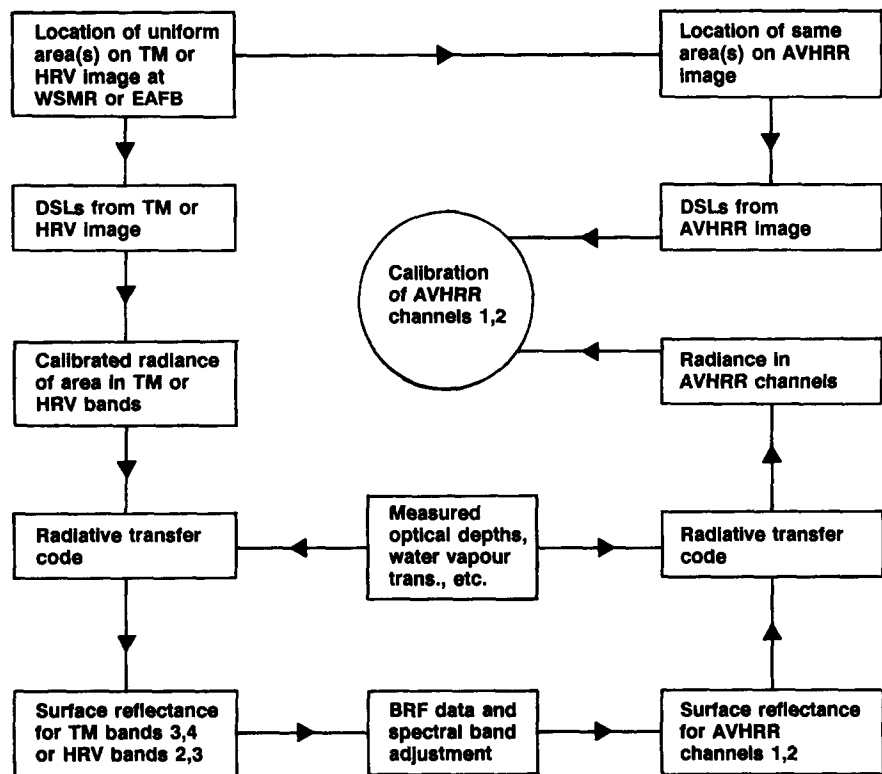 Location of uniform
area(s) on TM or
HRV image at
WSMR or EAFB
Location of same
area(s) on AVHRR
image
DSLs from TM or
HRV image
DSLs from
AVHRR image
Calibration
of AVHRR
channels 1,2
Calibrated radiance
of area in TM or
HRV bands
Radiance in
AVHRR channels
Radiative transfer
code
Measured
optical depths,
water vapour
trans., etc.
Radiative transfer
code
Surface reflectance
for TM bands 3,4
or HRV bands 2,3
BRF data and
spectral band
adjustment
Surface reflectance
for AVHRR
channels 1,2